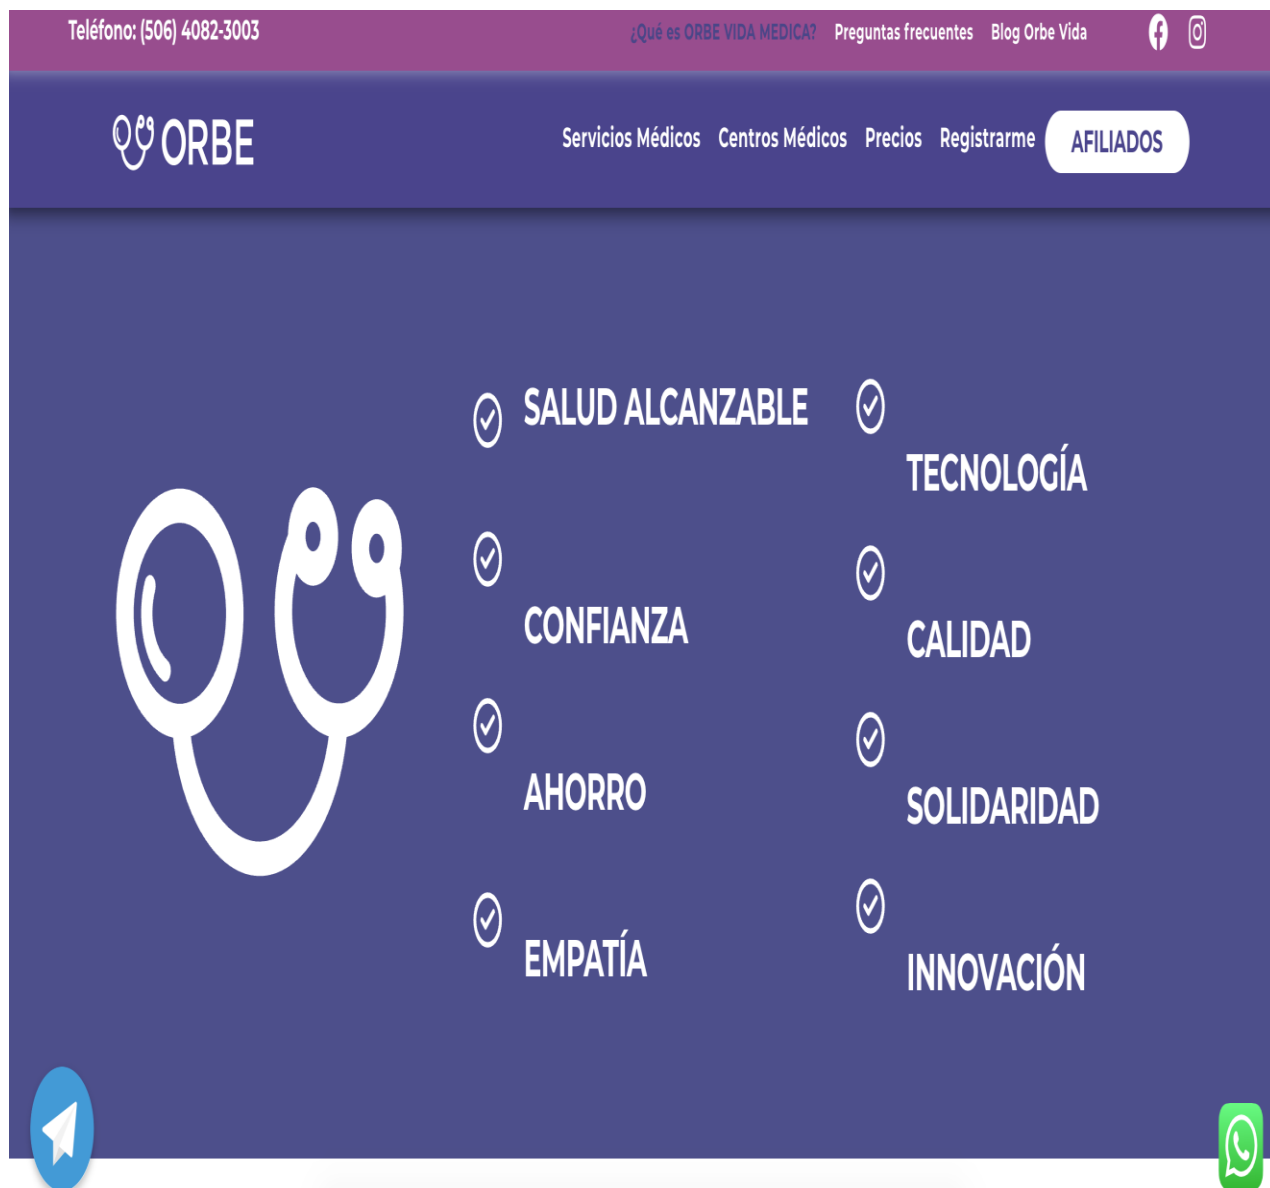 Teléfono: (506) 4082-3003
¿Qué es ORBE VIDA MEDICA? Preguntas frecuentes Blog Orbe Vida
ORBE
Servicios Médicos Centros Médicos Precios Registrarme AFILIADOS
SALUD ALCANZABLE
CONFIANZA
AHORRO
EMPATÍA
TECNOLOGÍA
CALIDAD
SOLIDARIDAD
INNOVACIÓN